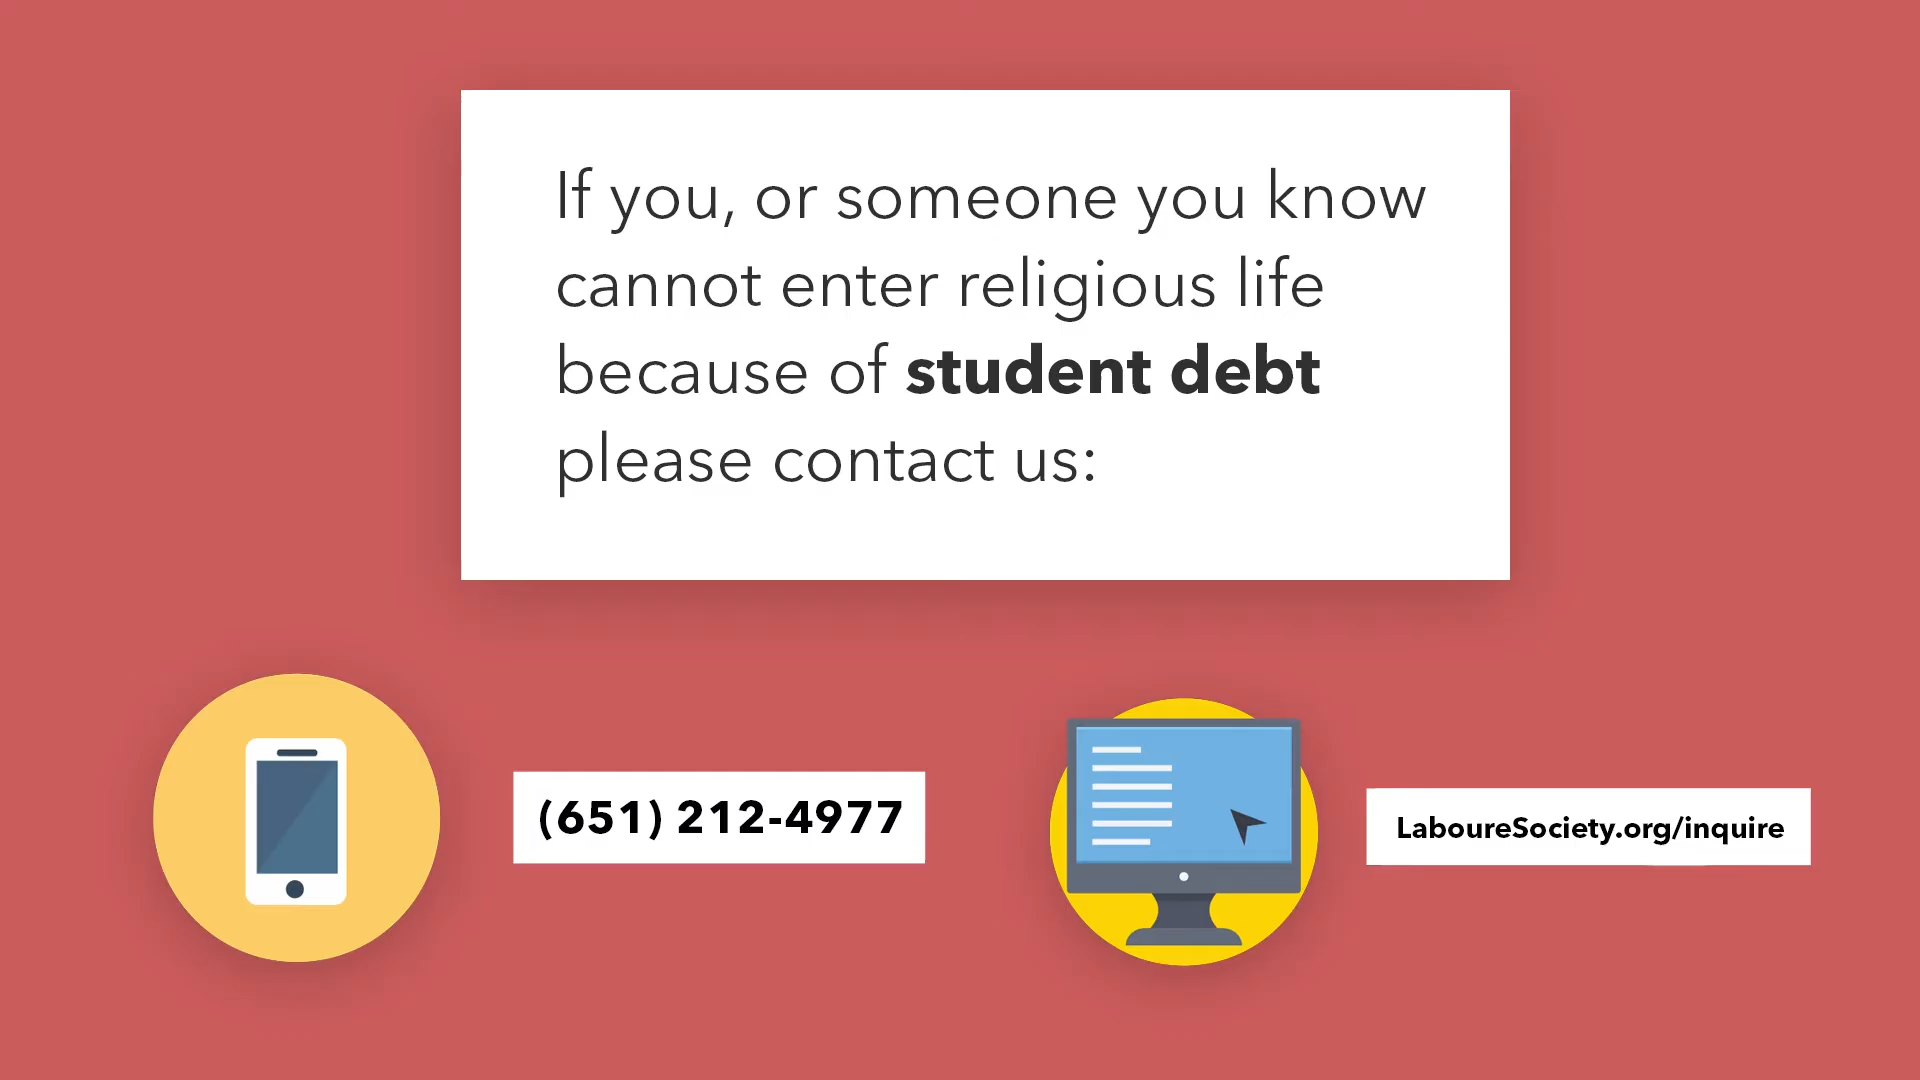 If you, or someone you know
cannot enter religious life
because of student debt
please contact us:
(651) 212-4977
LaboureSociety.org/inquire